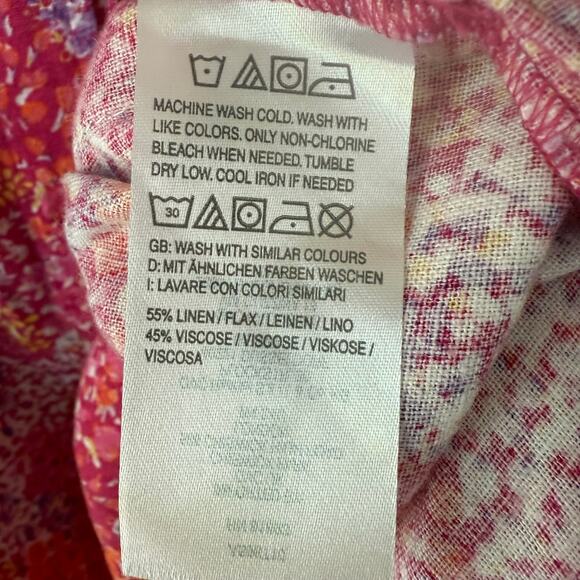 MACHINE WASH COLD. WASH WITH
LIKE COLORS. ONLY NON-CHLORINE
BLEACH WHEN NEEDED. TUMBLE
DRY LOW. COOL IRON IF NEEDED
30
GB: WASH WITH SIMILAR COLOURS
D: MIT ÄHNLICHEN FARBEN WASCHEN
I: LAVARE CON COLORI SIMILARI
55% LINEN / FLAX / LEINEN / LINO
45% VISCOSE / VISCOSE / VISKOSE /
VISCOSA